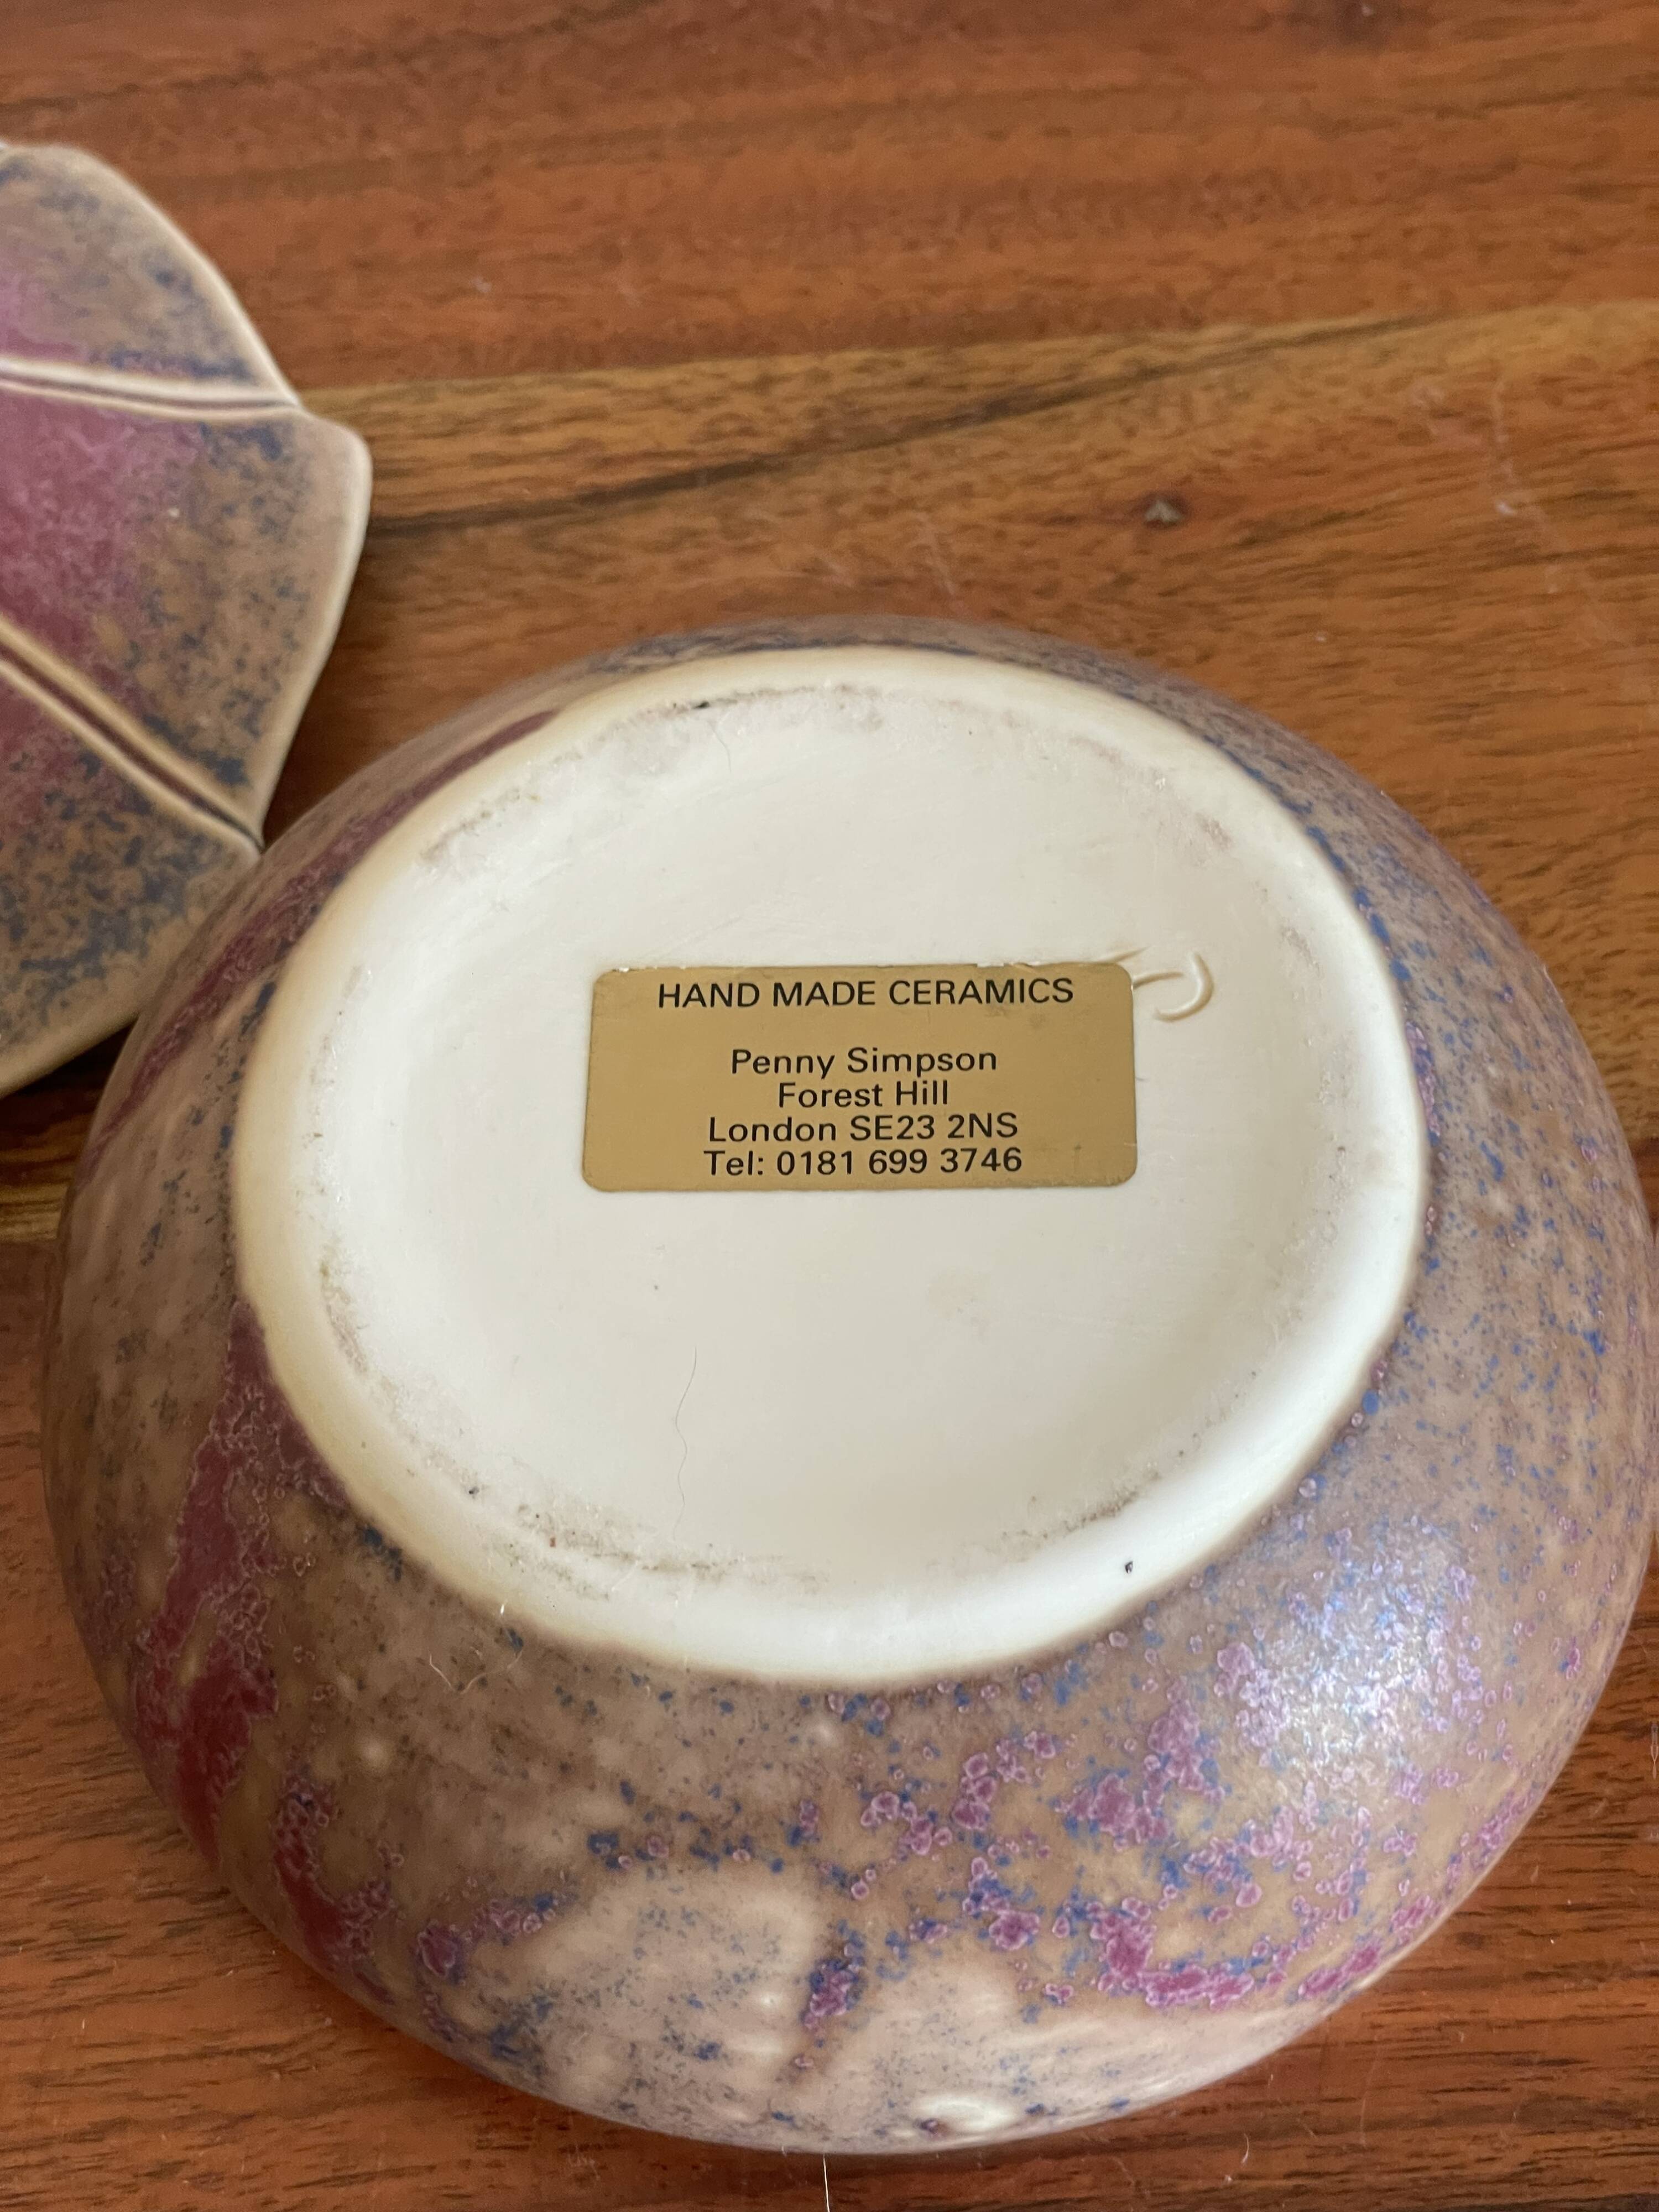 HAND MADE CERAMICS
Penny Simpson
Forest Hill
London SE23 2NS
Tel: 0181 699 3746